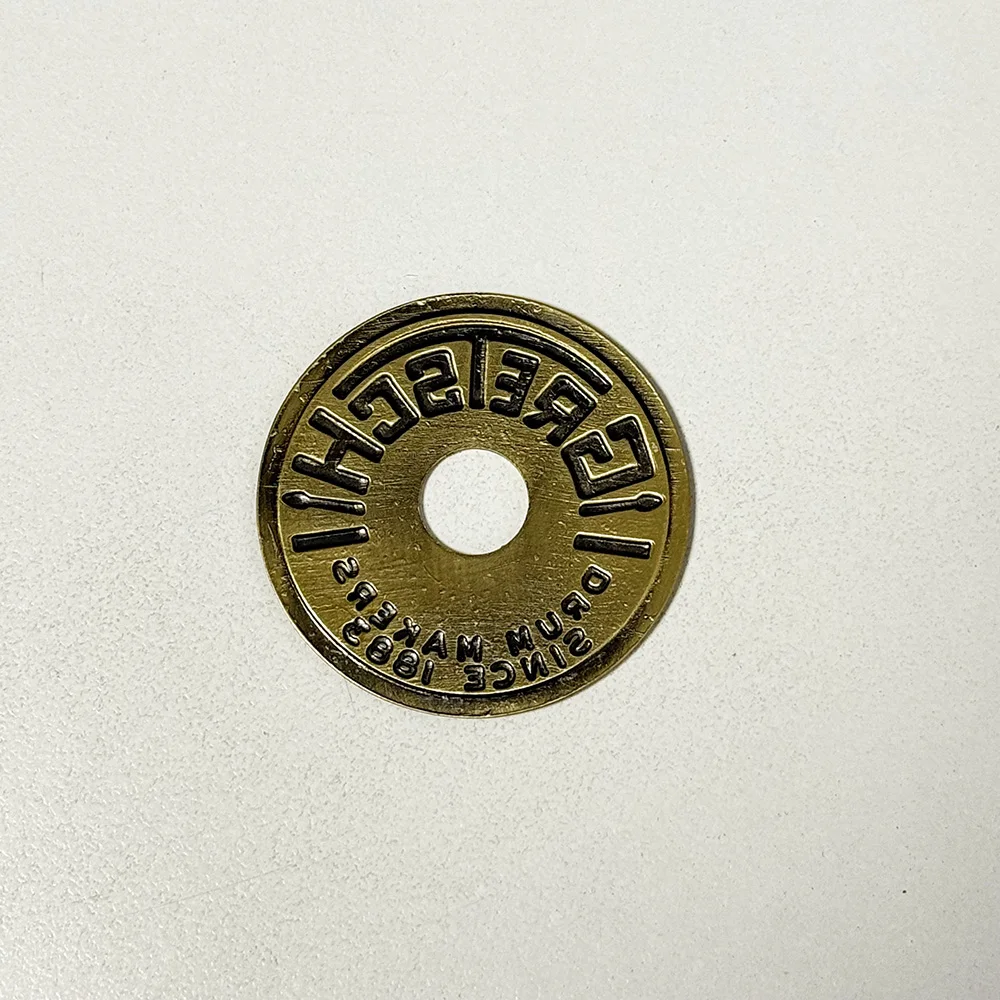 GRETSCH
DRUM MAKERS
SINCE 1883